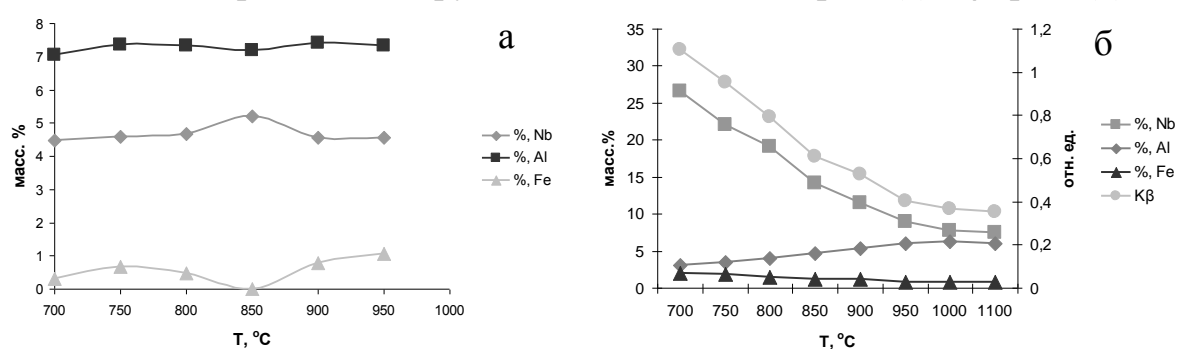 а
8
7
6
5
4
3
2
1
0
масс. %
700 750 800 850 900 950 1000
T, °C
%, Nb
%, Al
%, Fe
б
35
30
25
20
15
10
5
0
масс.%
1,2
1
0,8
0,6
0,4
0,2
0
отн. ед.
700 750 800 850 900 950 1000 1100
T, °C
%, Nb
%, Al
%, Fe
Kβ